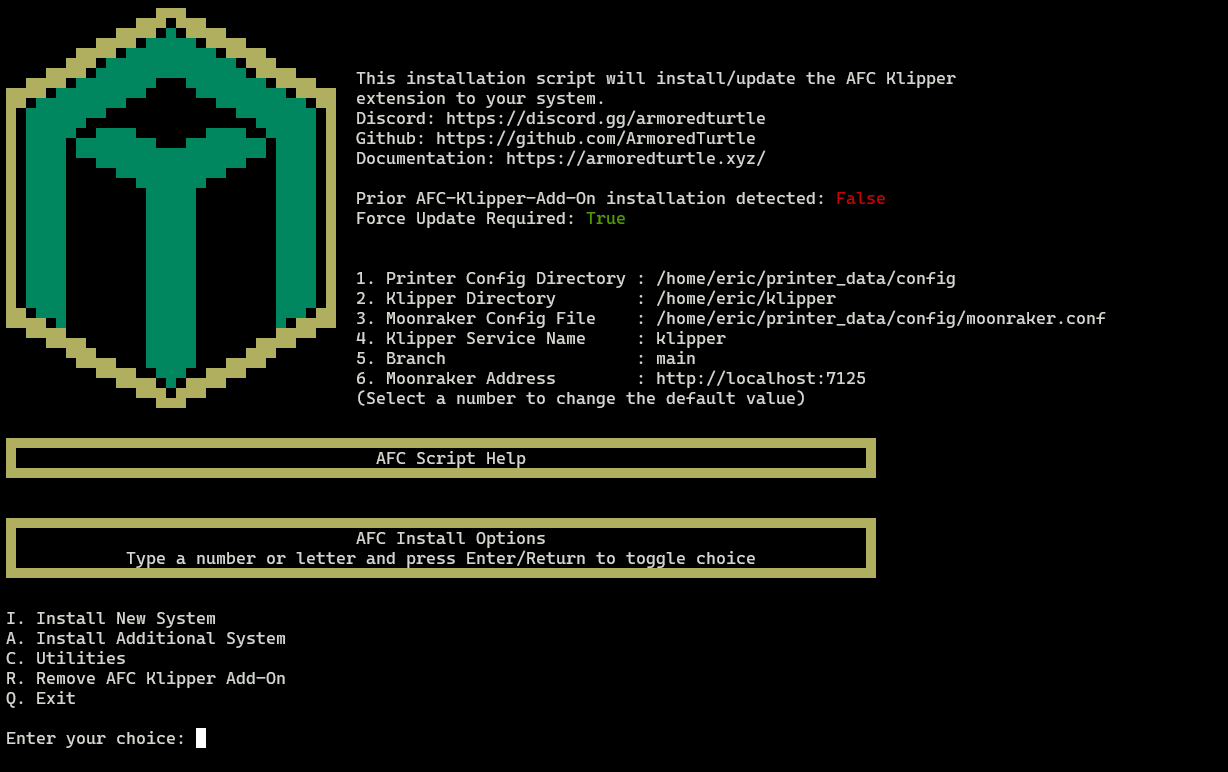 This installation script will install/update the AFC Klipper
extension to your system.
Discord: https://discord.gg/armoredturtle
Github: https://github.com/ArmoredTurtle
Documentation: https://armoredturtle.xyz/
Prior AFC-Klipper-Add-On installation detected: False
Force Update Required: True
1. Printer Config Directory : /home/eric/printer_data/config
2. Klipper Directory        : /home/eric/klipper
3. Moonraker Config File    : /home/eric/printer_data/config/moonraker.conf
4. Klipper Service Name     : klipper
5. Branch                   : main
6. Moonraker Address        : http://localhost:7125
(Select a number to change the default value)
AFC Script Help
AFC Install Options
Type a number or letter and press Enter/Return to toggle choice
I. Install New System
A. Install Additional System
C. Utilities
R. Remove AFC Klipper Add-On
Q. Exit
Enter your choice: